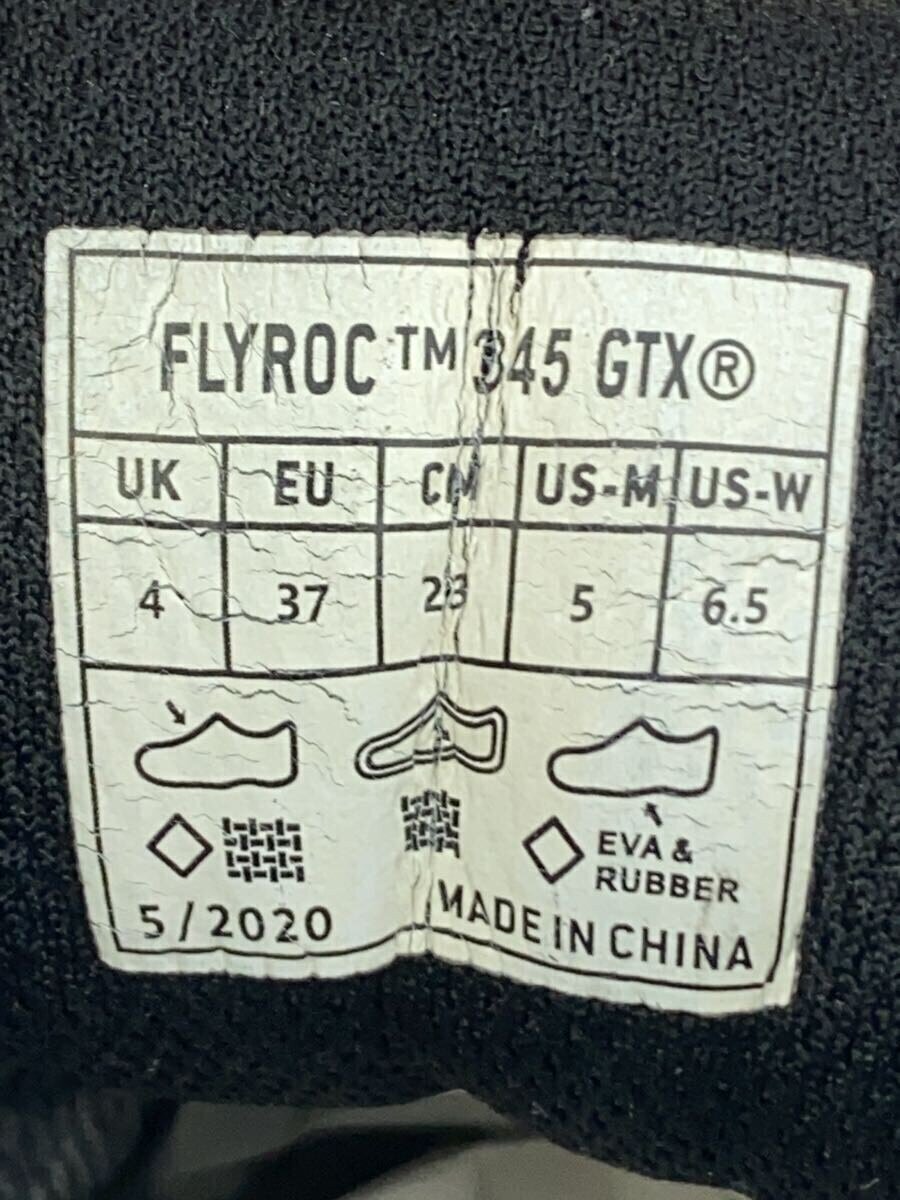 FLYROC ™ 345 GTX®
UK EU CM US-M US-W
4 37 23 5 6.5
EVA &
RUBBER
5/2020 MADE IN CHINA